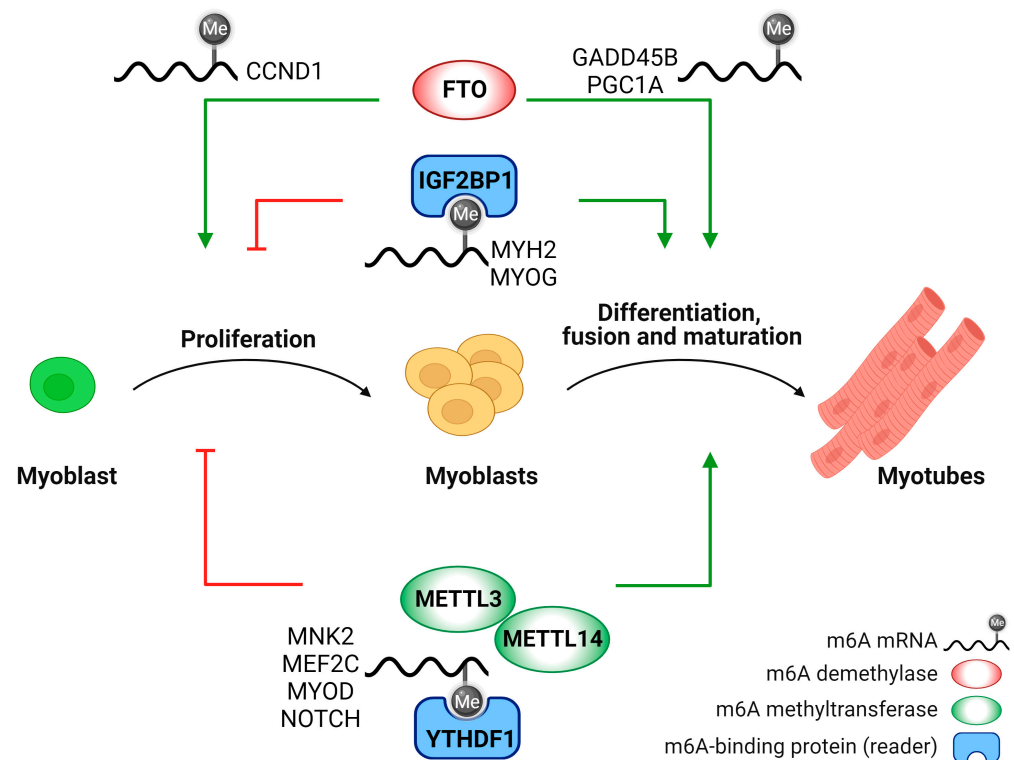 Me
Me
CCND1
GADD45B
PGC1A
FTO
IGF2BP1
Me
MYH2
MYOG
Proliferation
Differentiation,
fusion and maturation
Myoblast
Myoblasts
Myotubes
METTL3
METTL14
MNK2
MEF2C
MYOD
NOTCH
Me
YTHDF1
Me
m6A mRNA
m6A demethylase
m6A methyltransferase
m6A-binding protein (reader)